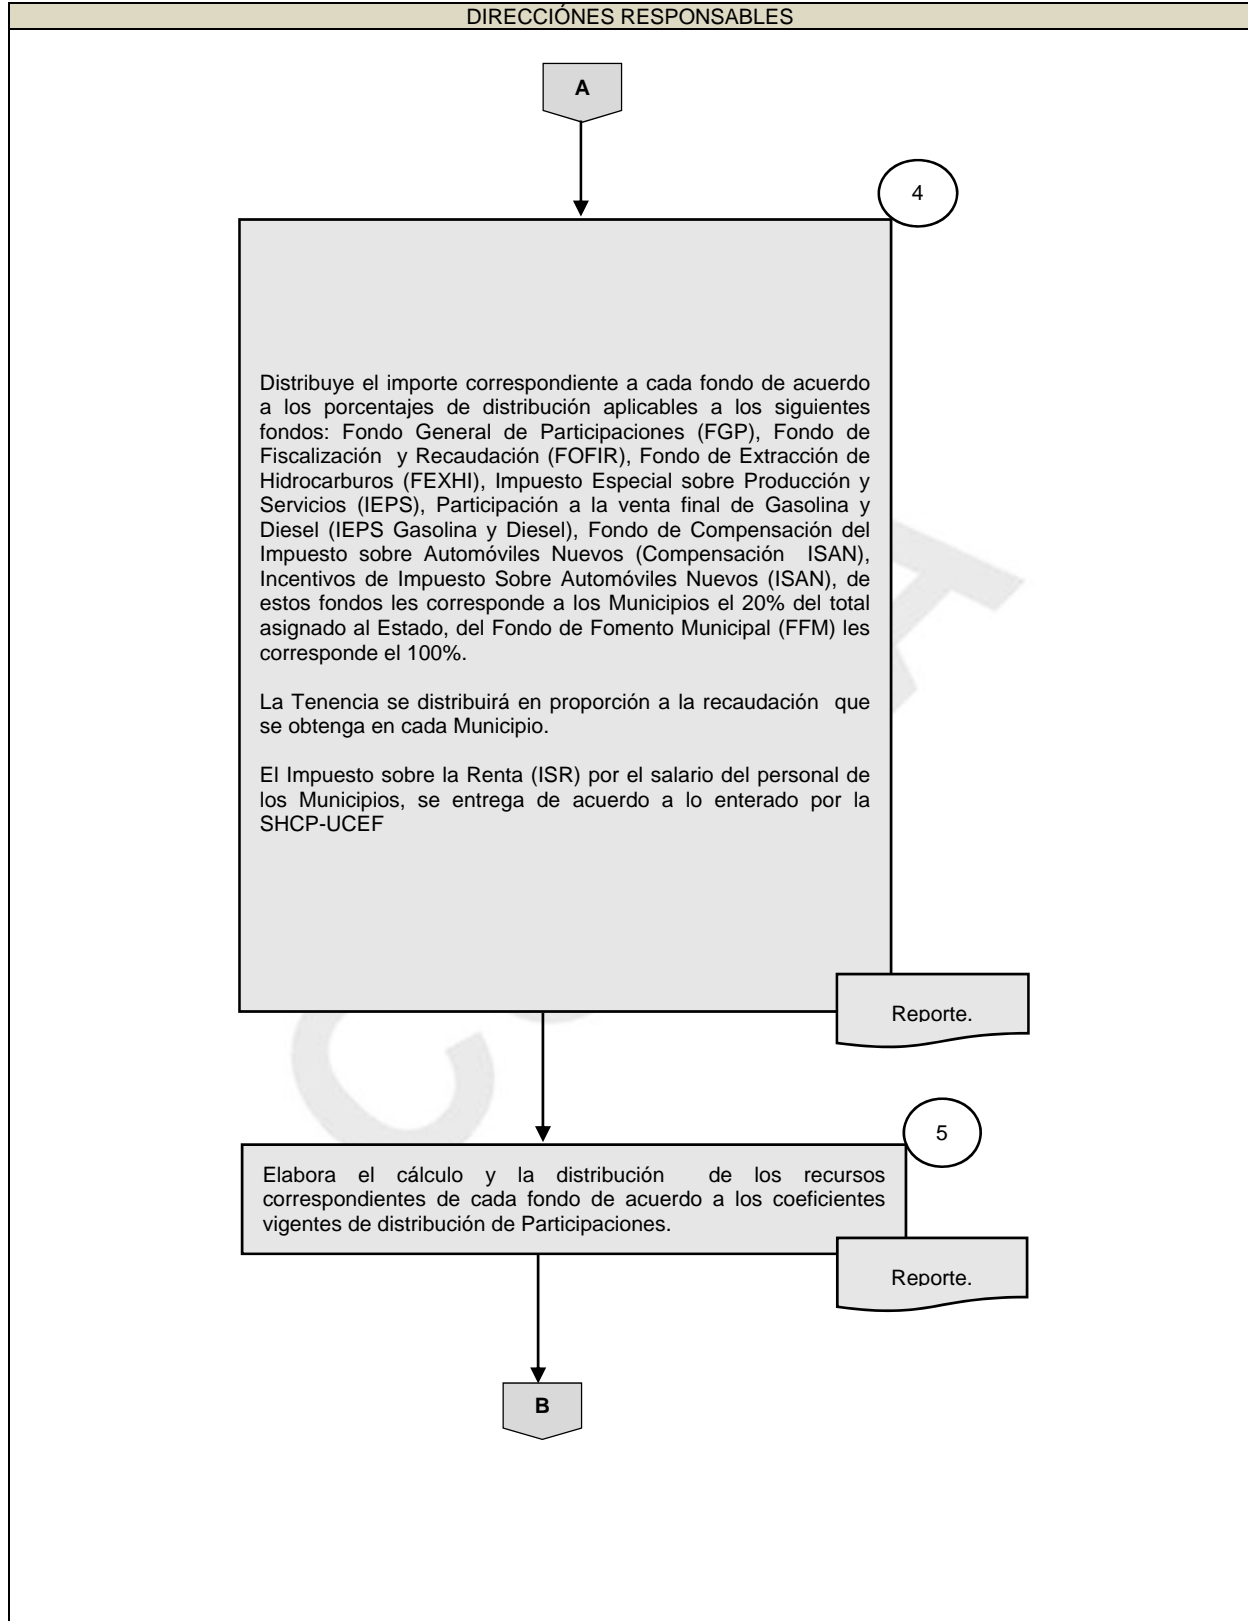 DIRECCIÓNES RESPONSABLES
A
4
Distribuye el importe correspondiente a cada fondo de acuerdo
a los porcentajes de distribución aplicables a los siguientes
fondos: Fondo General de Participaciones (FGP), Fondo de
Fiscalización y Recaudación (FOFIR), Fondo de Extracción de
Hidrocarburos (FEXHI), Impuesto Especial sobre Producción y
Servicios (IEPS), Participación a la venta final de Gasolina y
Diesel (IEPS Gasolina y Diesel), Fondo de Compensación del
Impuesto sobre Automóviles Nuevos (Compensación ISAN),
Incentivos de Impuesto Sobre Automóviles Nuevos (ISAN), de
estos fondos les corresponde a los Municipios el 20% del total
asignado al Estado, del Fondo de Fomento Municipal (FFM) les
corresponde el 100%.
La Tenencia se distribuirá en proporción a la recaudación que
se obtenga en cada Municipio.
El Impuesto sobre la Renta (ISR) por el salario del personal de
los Municipios, se entrega de acuerdo a lo enterado por la
SHCP-UCEF
Reporte.
5
Elabora el cálculo y la distribución de los recursos
correspondientes de cada fondo de acuerdo a los coeficientes
vigentes de distribución de Participaciones.
Reporte.
B